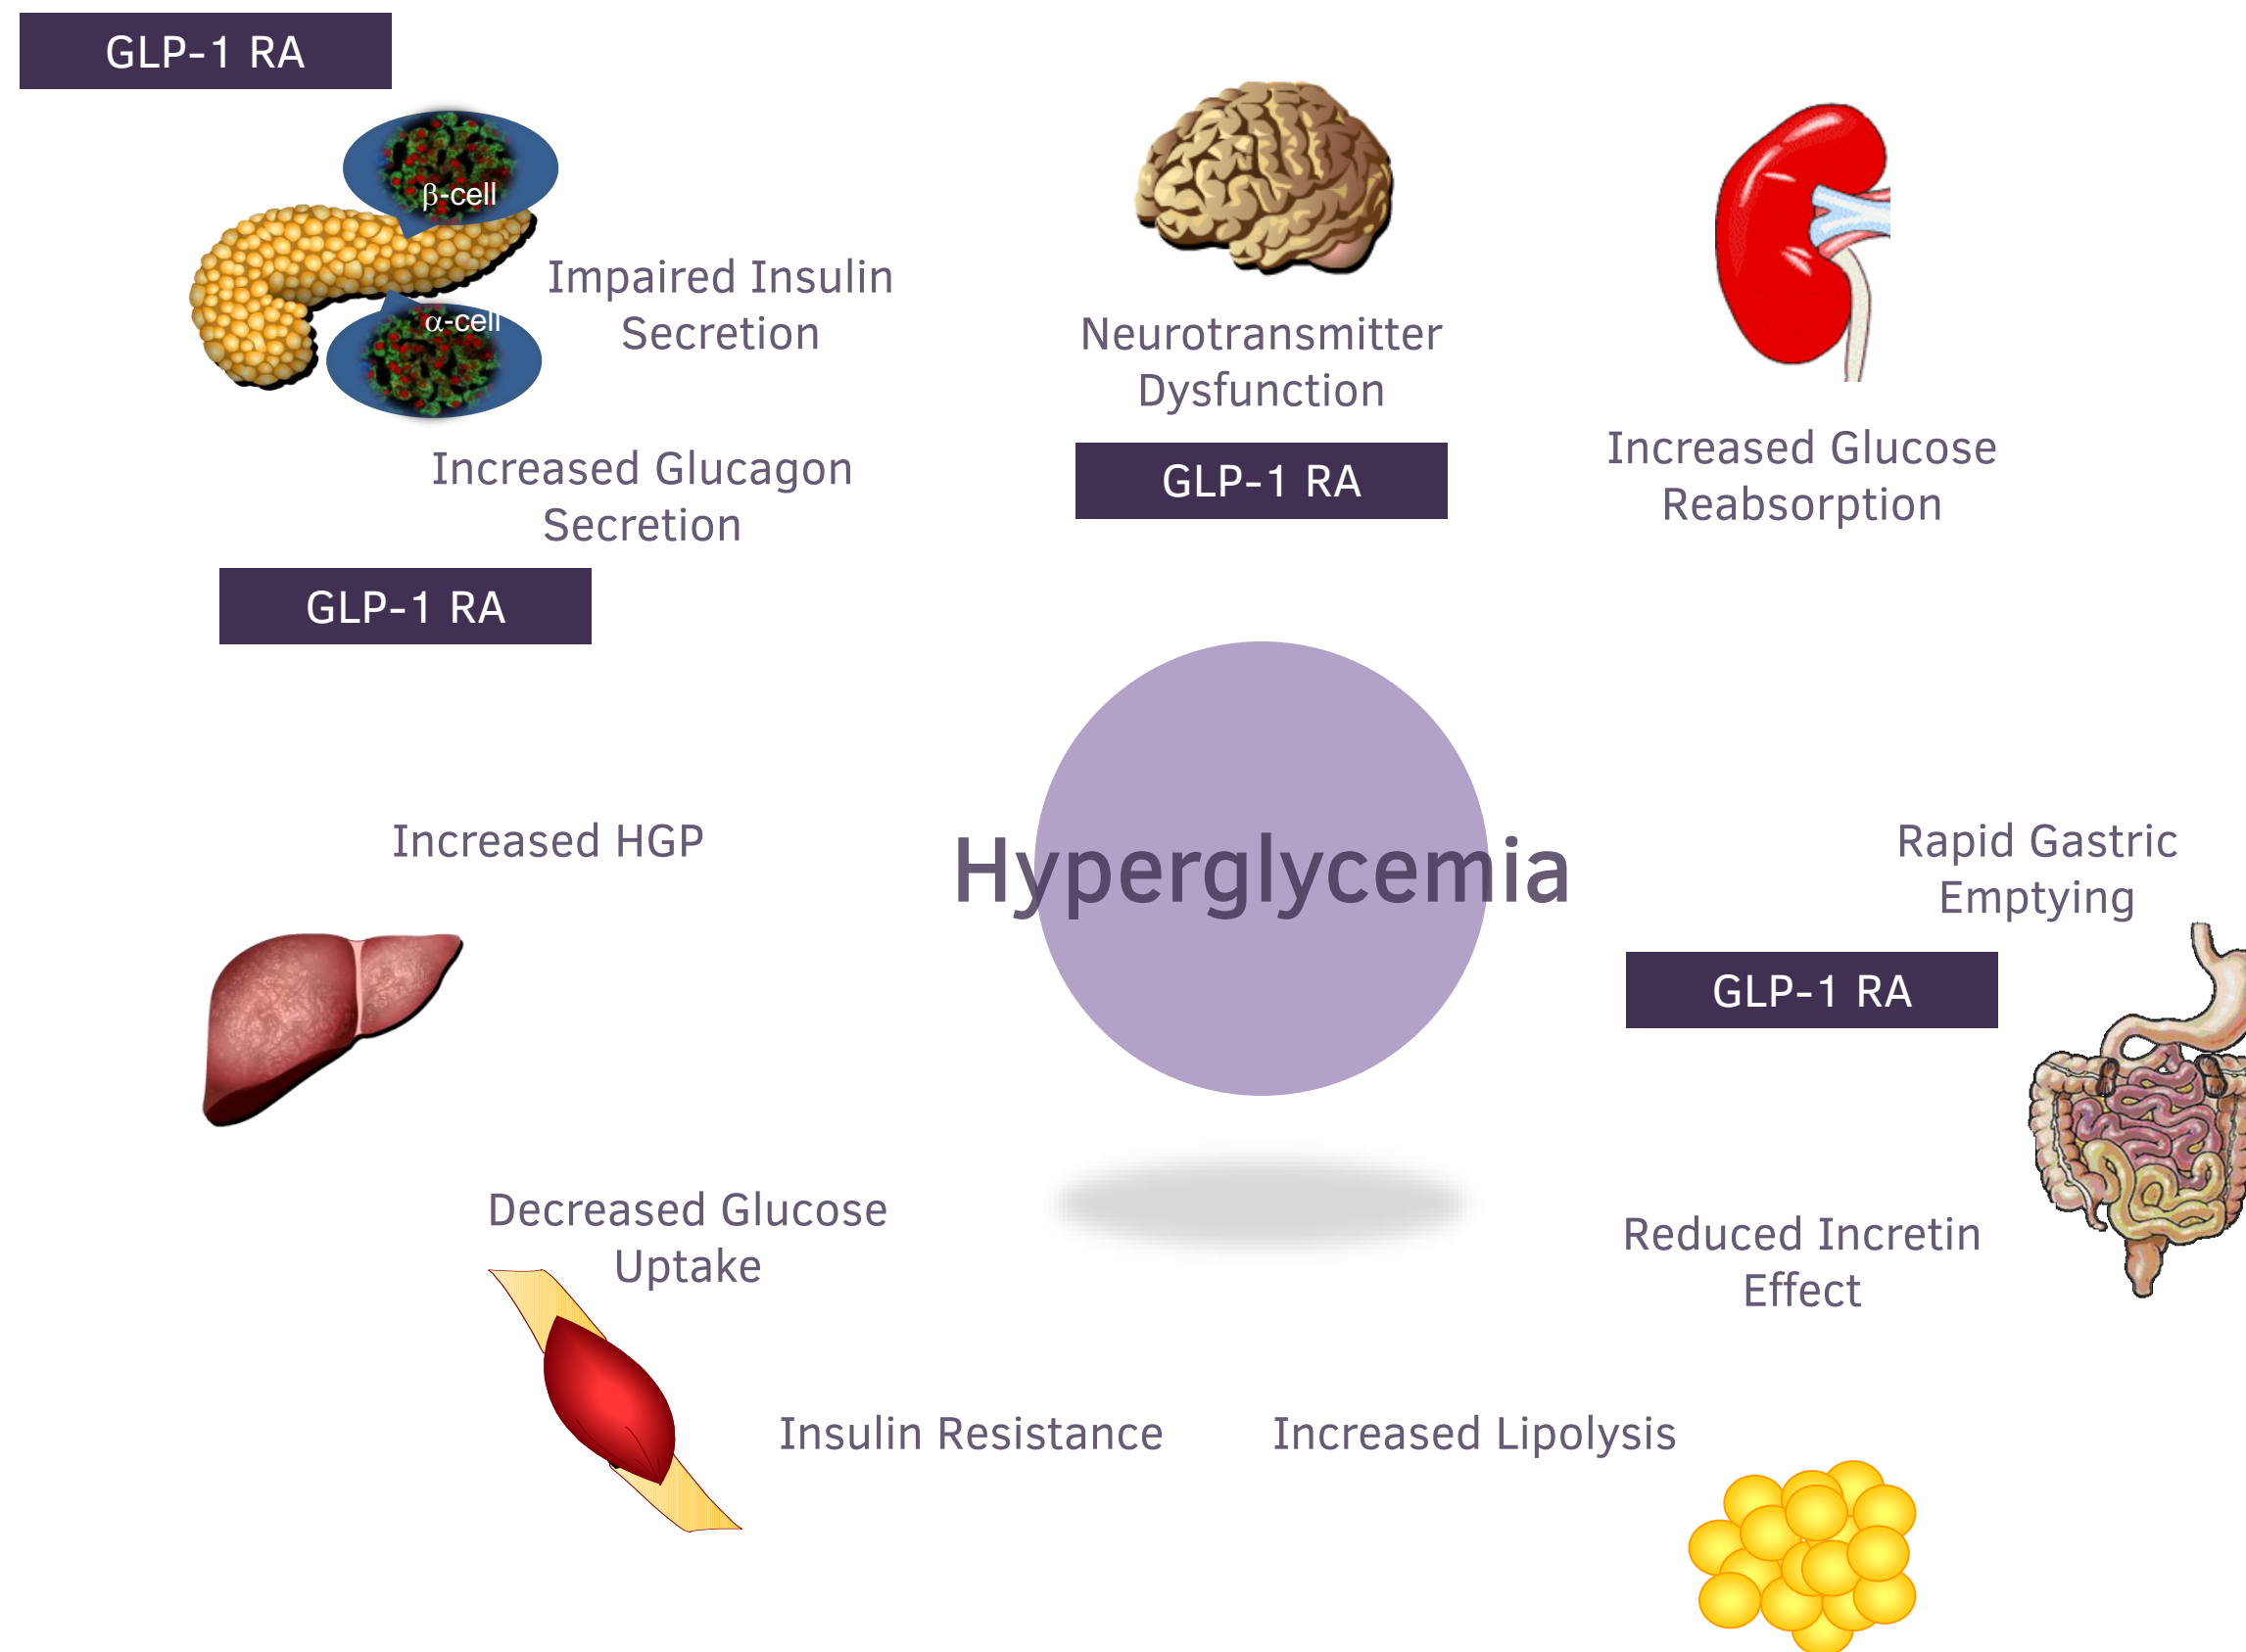 GLP-1 RA
β-cell
Impaired Insulin
Secretion
α-cell
Increased Glucagon
Secretion
GLP-1 RA
Neurotransmitter
Dysfunction
GLP-1 RA
Increased Glucose
Reabsorption
Increased HGP
Hyperglycemia
Rapid Gastric
Emptying
GLP-1 RA
Decreased Glucose
Uptake
Reduced Incretin
Effect
Insulin Resistance
Increased Lipolysis